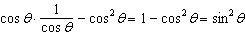 cos θ · 1/cos θ − cos² θ = 1 − cos² θ = sin² θ